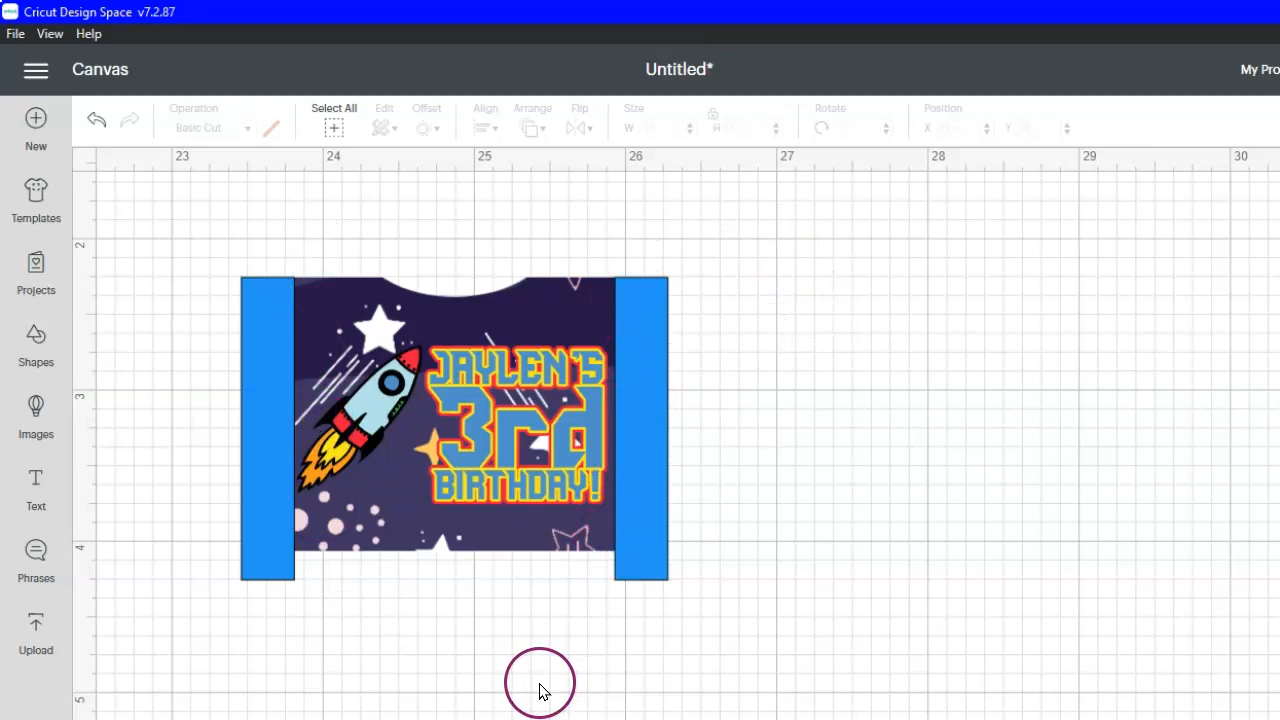 Cricut Design Space v7.2.87
File View Help
Canvas Untitled* My Pro
Operation Select All Edit Offset Align Arrange Flip Size Rotate Position
Basic Cut W H X Y
23 24 25 26 27 28 29 30
New
Templates
Projects
Shapes
Images
Text
Phrases
Upload
2
3
4
5
JAYLEN'S
3rd
BIRTHDAY!